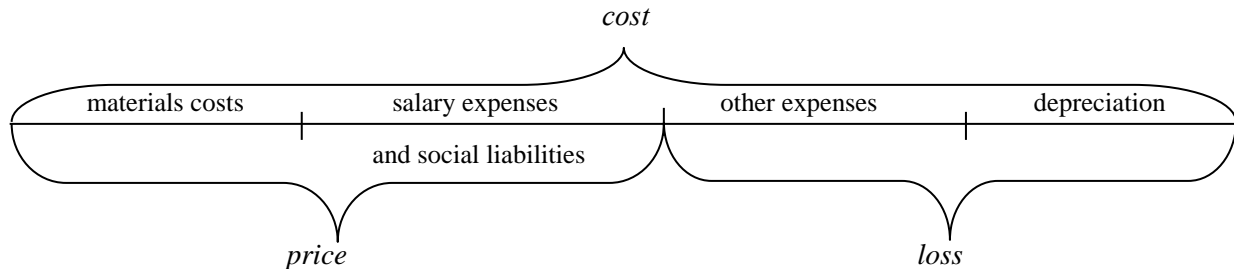 cost
materials costs salary expenses other expenses depreciation
and social liabilities
price loss